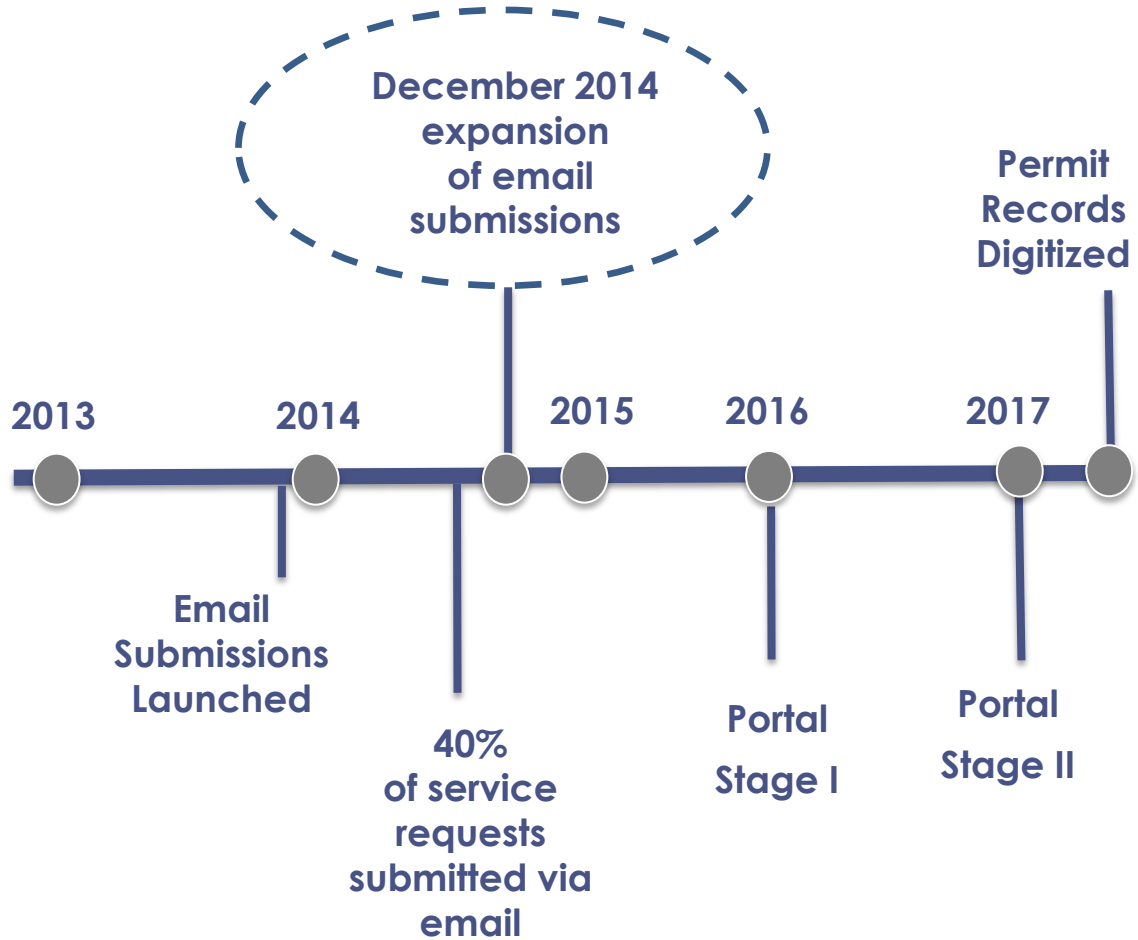 December 2014
expansion
of email
submissions
Permit
Records
Digitized
2013
2014
2015
2016
2017
Email
Submissions
Launched
40%
of service
requests
submitted via
email
Portal
Stage I
Portal
Stage II